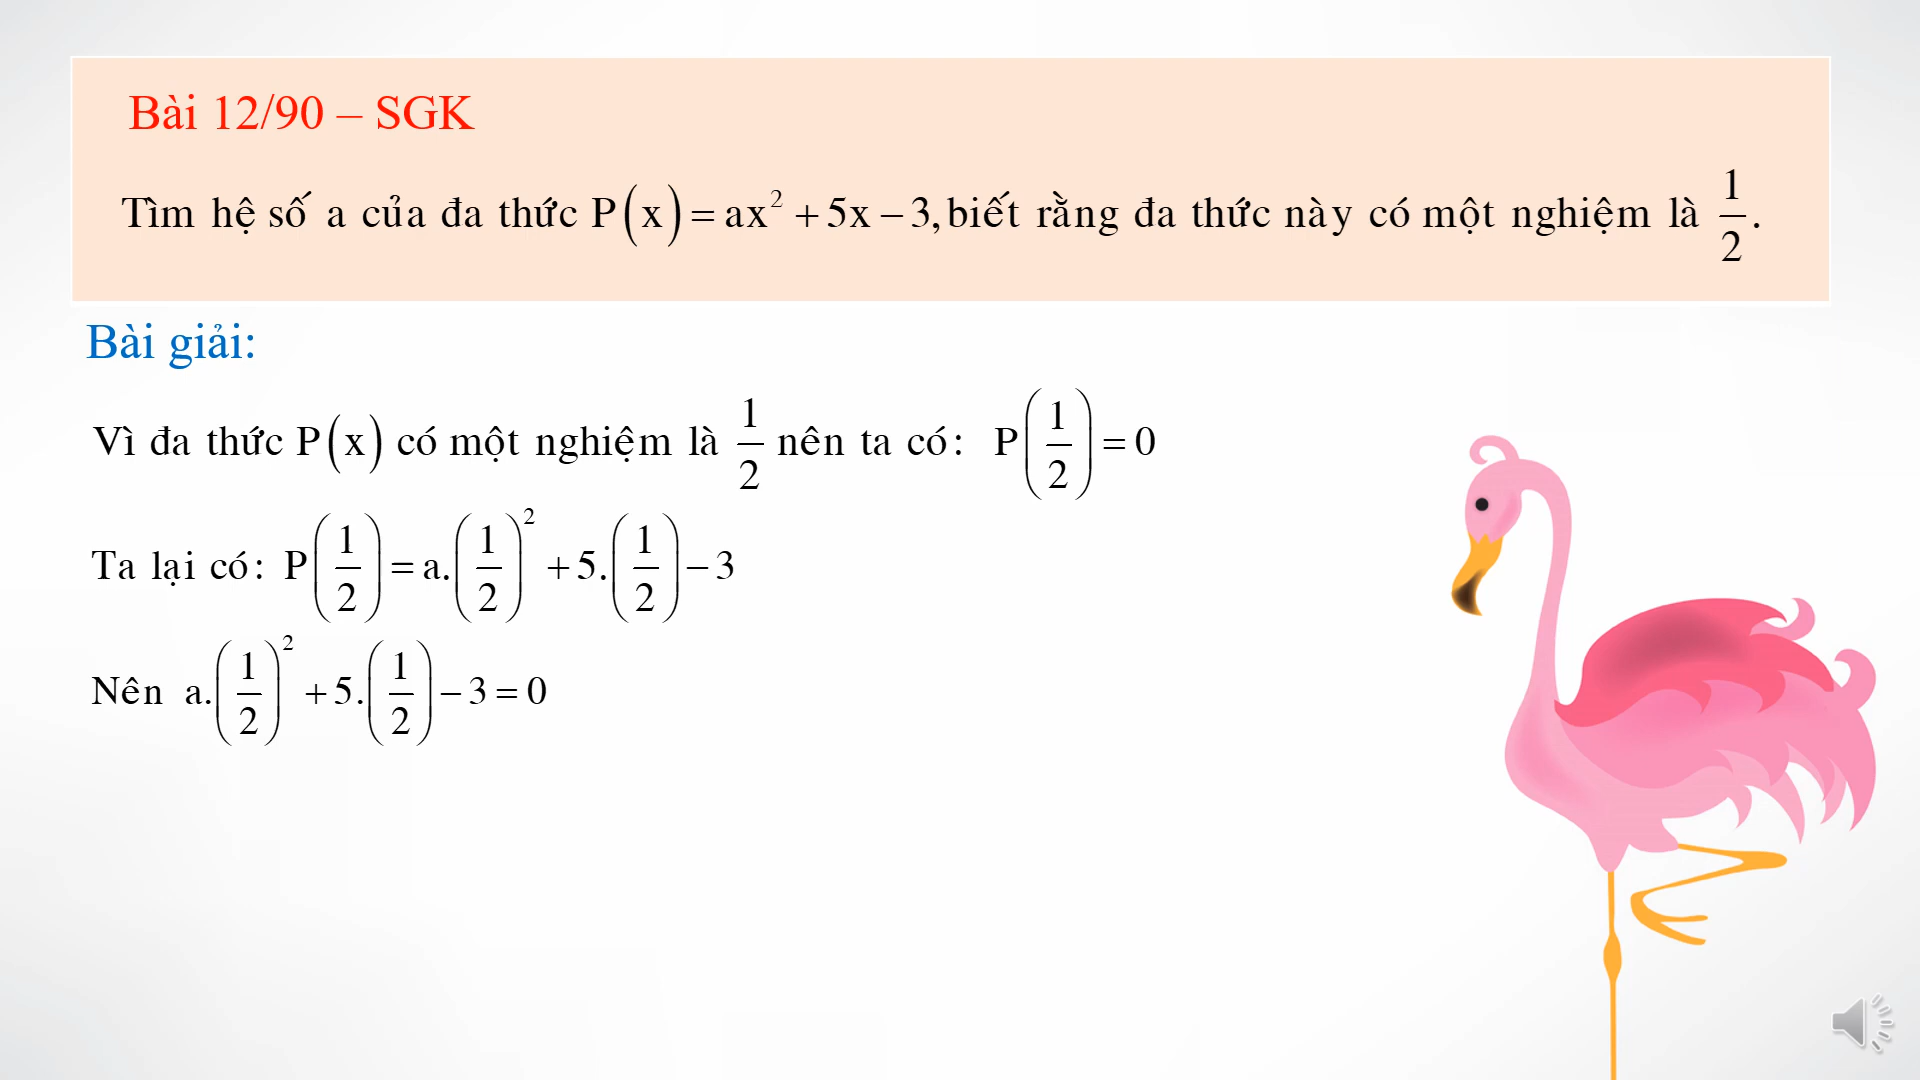 Bài 12/90 – SGK
Tìm hệ số a của đa thức P(x) = ax² + 5x – 3, biết rằng đa thức này có một nghiệm là 1/2.
Bài giải:
Vì đa thức P(x) có một nghiệm là 1/2 nên ta có: P(1/2) = 0
Ta lại có: P(1/2) = a.(1/2)² + 5.(1/2) – 3
Nên a.(1/2)² + 5.(1/2) – 3 = 0